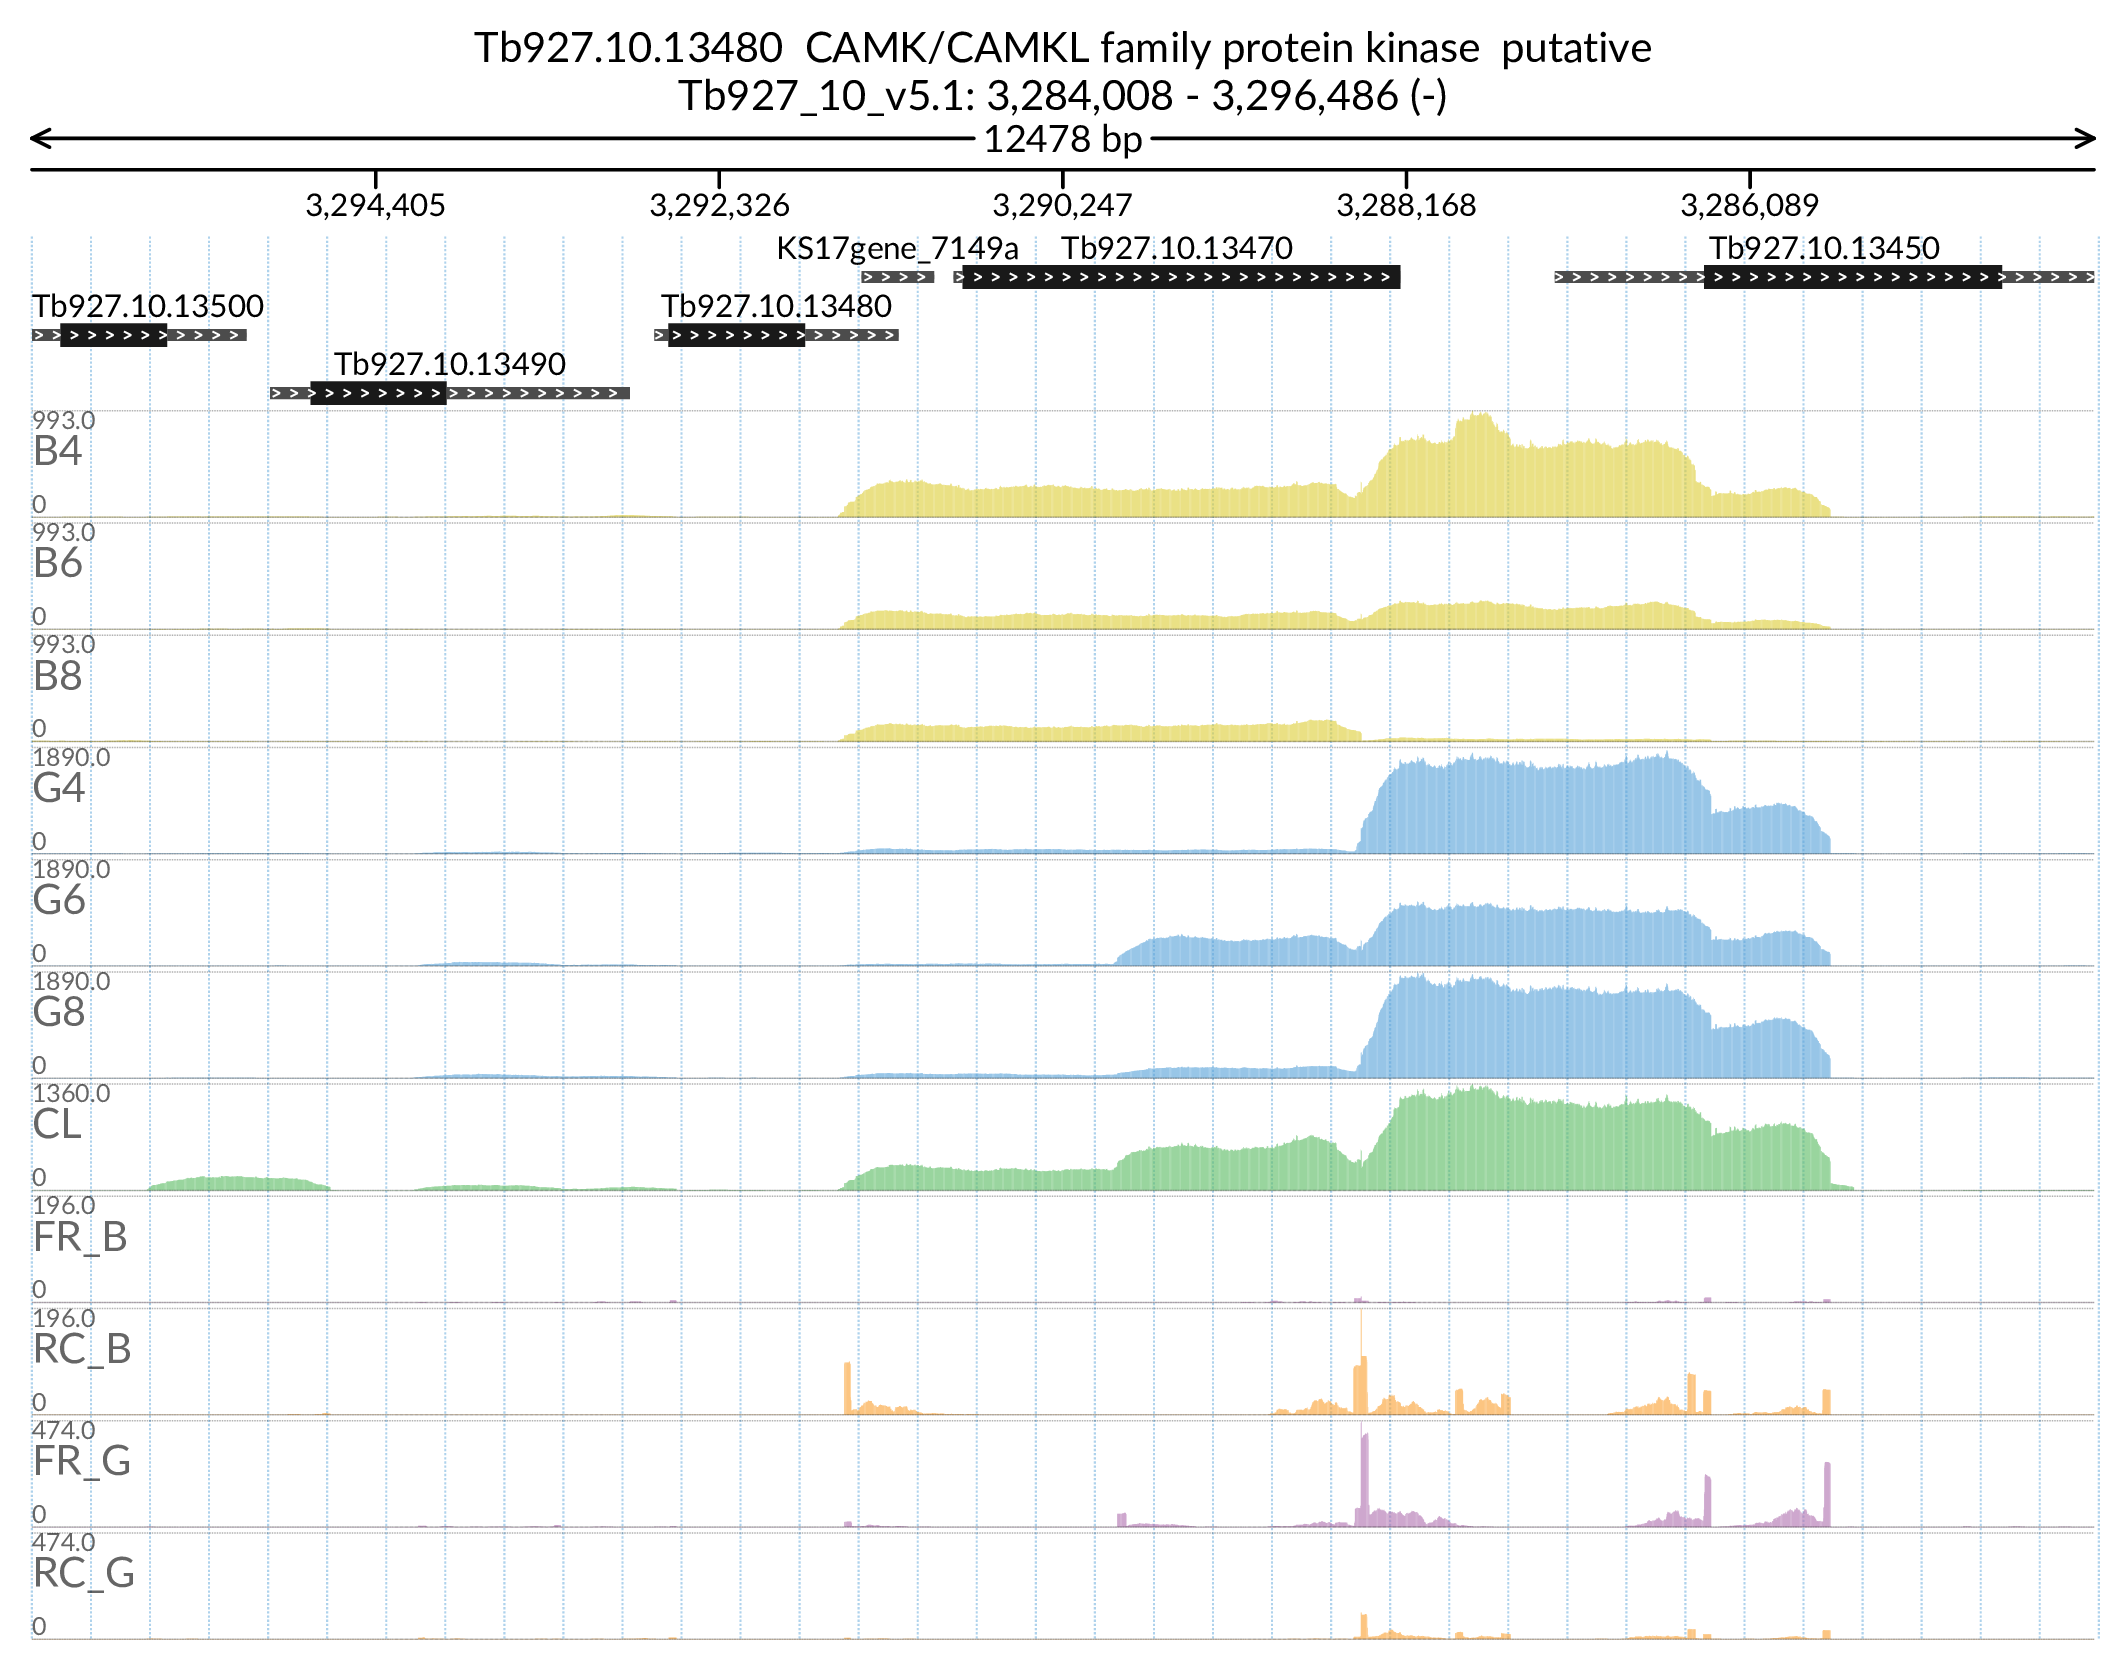 Tb927.10.13480  CAMK/CAMKL family protein kinase  putative
Tb927_10_v5.1: 3,284,008 - 3,296,486 (-)
12478 bp
3,294,405 3,292,326 3,290,247 3,288,168 3,286,089
KS17gene_7149a Tb927.10.13470 Tb927.10.13450
Tb927.10.13500 Tb927.10.13480
Tb927.10.13490
993.0
B4
0
993.0
B6
0
993.0
B8
0
1890.0
G4
0
1890.0
G6
0
1890.0
G8
0
1360.0
CL
0
196.0
FR_B
0
196.0
RC_B
0
474.0
FR_G
0
474.0
RC_G
0